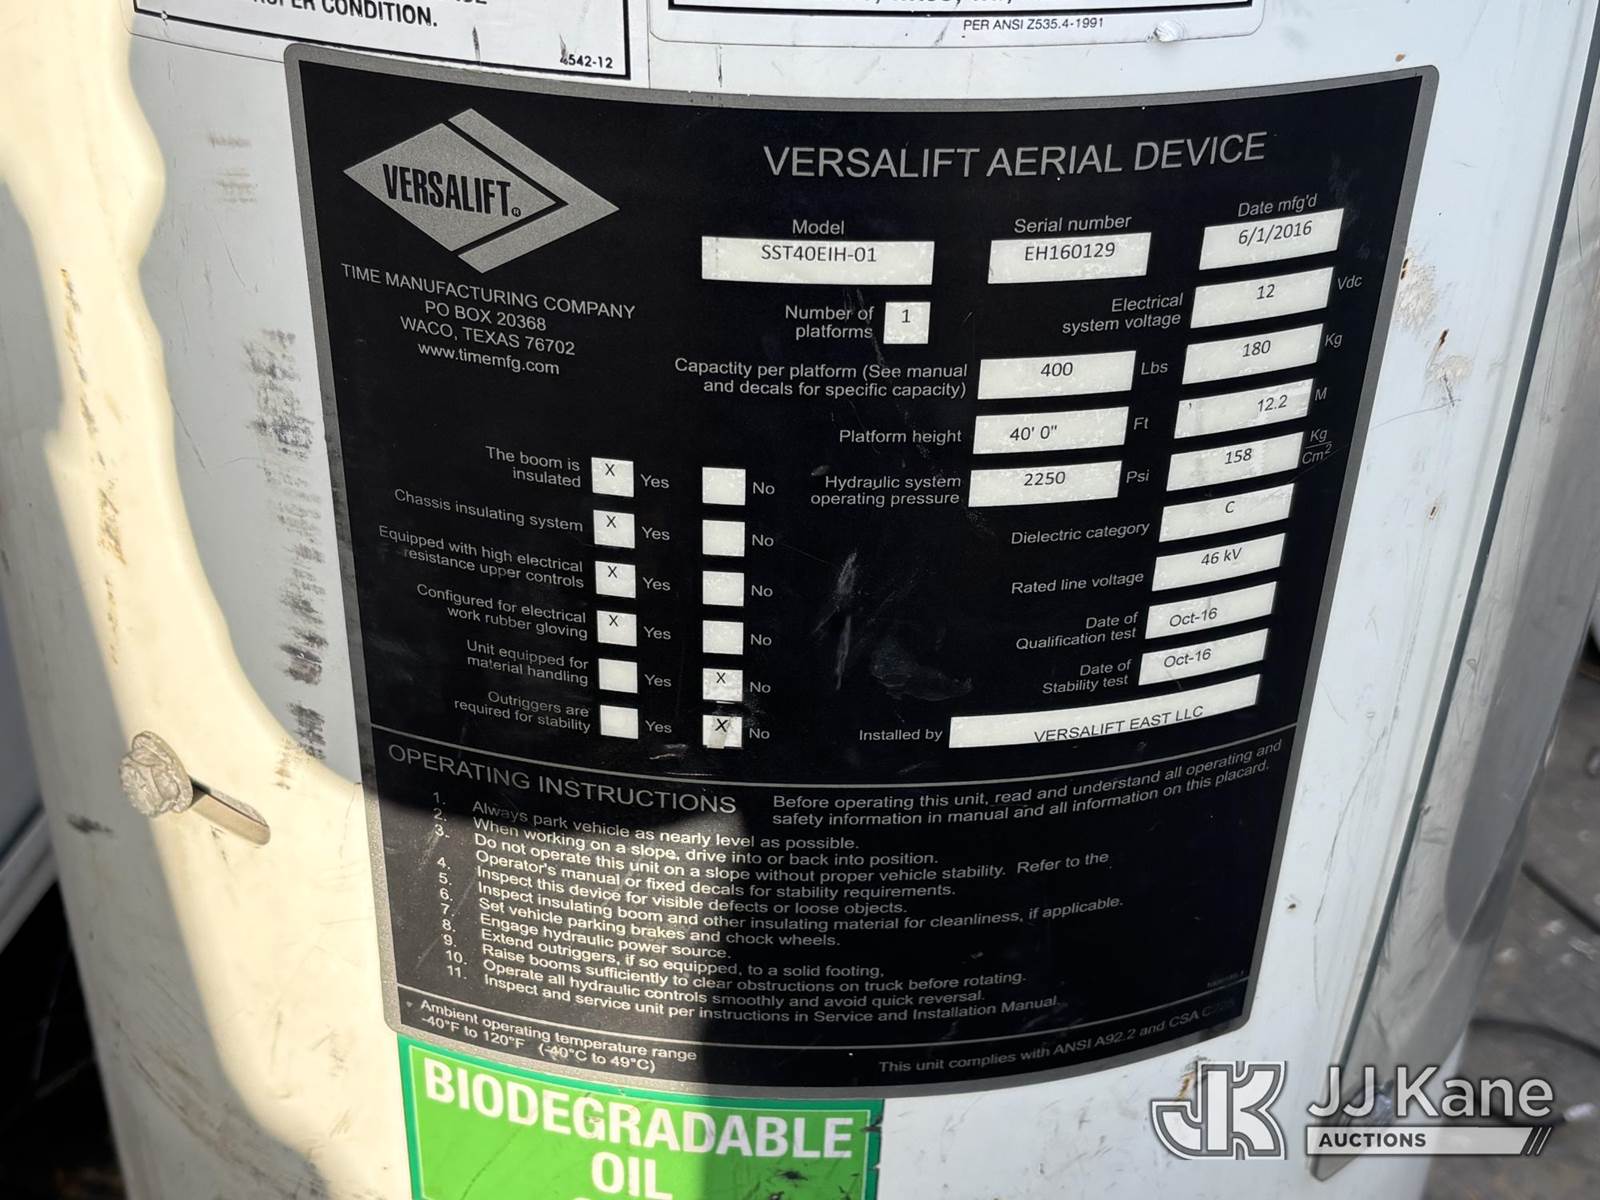 CONDITION.
4542-12
PER ANSI Z535.4-1991
VERSALIFT®
TIME MANUFACTURING COMPANY
PO BOX 20368
WACO, TEXAS 76702
www.timemfg.com
VERSALIFT AERIAL DEVICE
Model
SST40EIH-01
Serial number
EH160129
Date mfg'd
6/1/2016
Number of
platforms
1
Electrical
system voltage
12 Vdc
Capactity per platform (See manual
and decals for specific capacity)
400 Lbs 180 Kg
Platform height 40' 0" Ft 12.2 M
Hydraulic system
operating pressure
2250 Psi 158 Kg
Cm2
Dielectric category C
Rated line voltage 46 kV
Date of
Qualification test
Oct-16
Date of
Stability test
Oct-16
Installed by VERSALIFT EAST LLC
The boom is
insulated
X Yes No
Chassis insulating system X Yes No
Equipped with high electrical
resistance upper controls
X Yes No
Configured for electrical
work rubber gloving
X Yes No
Unit equipped for
material handling
Yes X No
Outriggers are
required for stability
Yes X No
OPERATING INSTRUCTIONS
Before operating this unit, read and understand all operating and
safety information in manual and all information on this placard.
1. Always park vehicle as nearly level as possible.
2. When working on a slope, drive into or back into position.
3. Do not operate this unit on a slope without proper vehicle stability. Refer to the
Operator's manual or fixed decals for stability requirements.
4. Inspect this device for visible defects or loose objects.
5. Inspect insulating boom and other insulating material for cleanliness, if applicable.
6. Set vehicle parking brakes and chock wheels.
7. Engage hydraulic power source.
8. Extend outriggers, if so equipped, to a solid footing,
9. Raise booms sufficiently to clear obstructions on truck before rotating.
10. Operate all hydraulic controls smoothly and avoid quick reversal.
11. Inspect and service unit per instructions in Service and Installation Manual
Ambient operating temperature range
-40°F to 120°F (-40°C to 49°C)
This unit complies with ANSI A92.2 and CSA
BIODEGRADABLE
OIL
JK JJ Kane
AUCTIONS